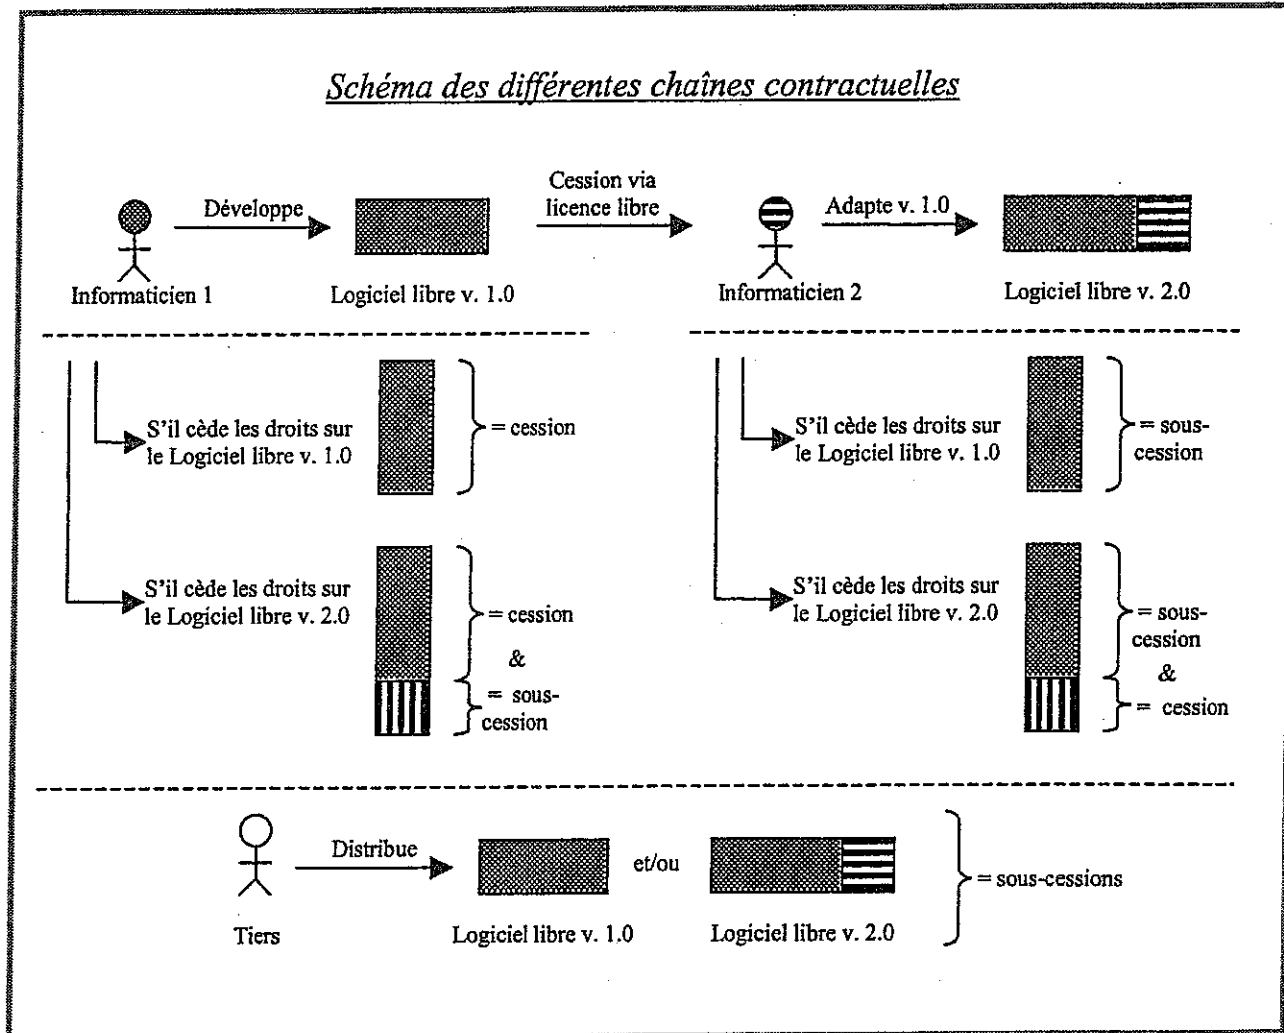 Schéma des différentes chaînes contractuelles
Développe
Cession via
licence libre
Adapte v. 1.0
Informaticien 1
Logiciel libre v. 1.0
Informaticien 2
Logiciel libre v. 2.0
S'il cède les droits sur
le Logiciel libre v. 1.0
= cession
S'il cède les droits sur
le Logiciel libre v. 1.0
= sous-
cession
S'il cède les droits sur
le Logiciel libre v. 2.0
= cession
&
= sous-
cession
S'il cède les droits sur
le Logiciel libre v. 2.0
= sous-
cession
&
= cession
Distribue
et/ou
= sous-cessions
Tiers
Logiciel libre v. 1.0
Logiciel libre v. 2.0